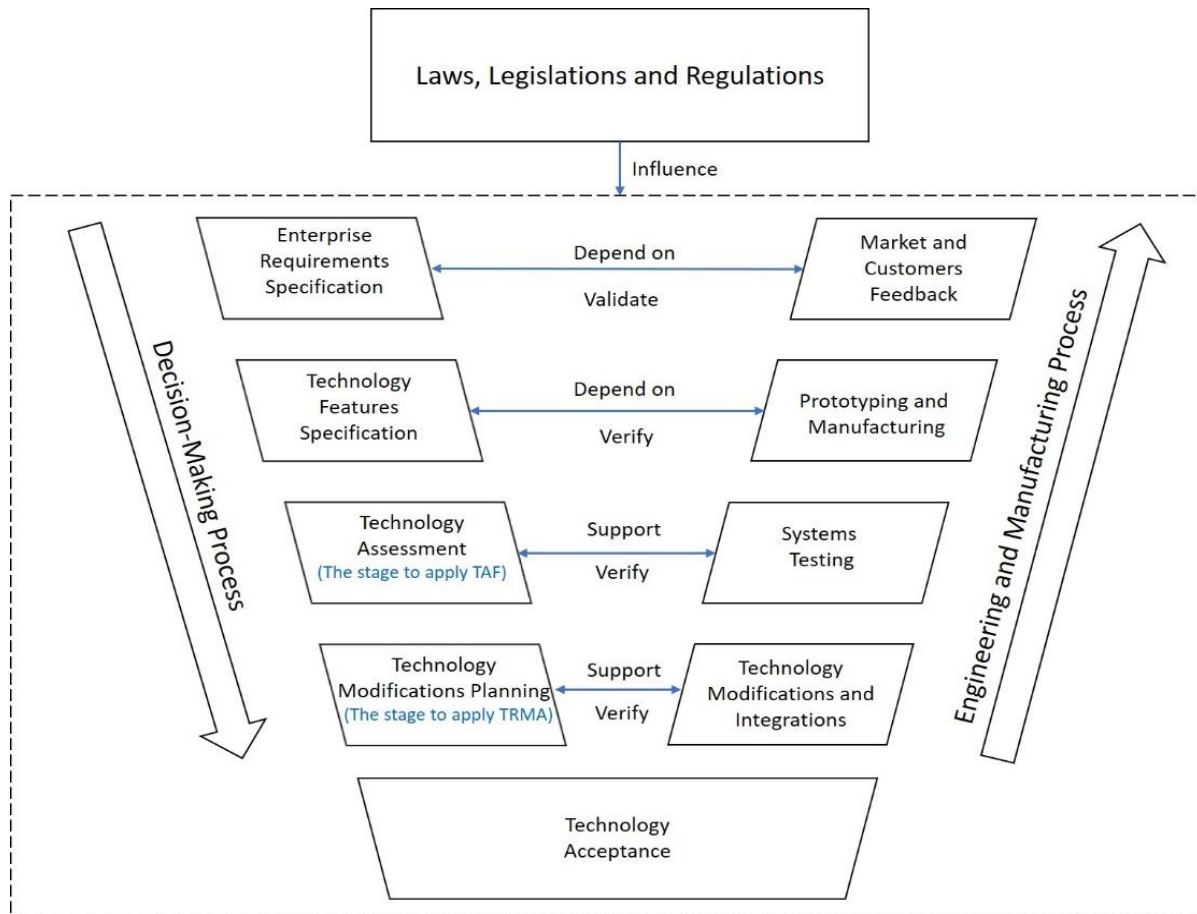 Laws, Legislations and Regulations
Influence
Enterprise
Requirements
Specification
Depend on
Validate
Market and
Customers
Feedback
Decision-Making Process
Engineering and Manufacturing Process
Technology
Features
Specification
Depend on
Verify
Prototyping and
Manufacturing
Technology
Assessment
(The stage to apply TAF)
Support
Verify
Systems
Testing
Technology
Modifications Planning
(The stage to apply TRMA)
Support
Verify
Technology
Modifications and
Integrations
Technology
Acceptance